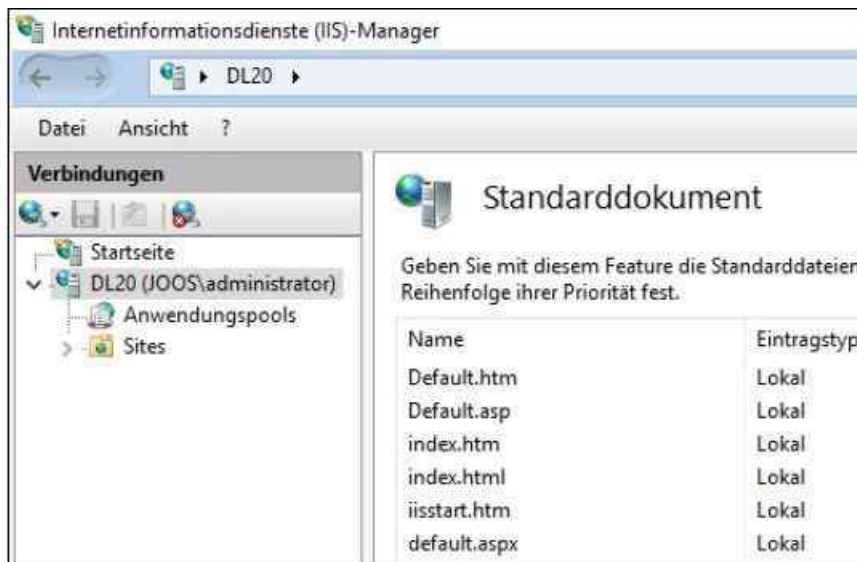 Internetinformationsdienste (IIS)-Manager
DL20
Datei Ansicht ?
Verbindungen
Startseite
DL20 (JOOS\administrator)
Anwendungspools
Sites
Standarddokument
Geben Sie mit diesem Feature die Standarddateien
Reihenfolge ihrer Priorität fest.
Name Eintragstyp
Default.htm Lokal
Default.asp Lokal
index.htm Lokal
index.html Lokal
iisstart.htm Lokal
default.aspx Lokal